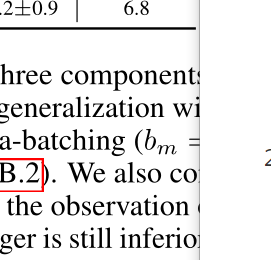 .2±0.9 | 6.8
hree components
generalization wi
a-batching (b_m =
B.2). We also co
the observation
ger is still inferio
2